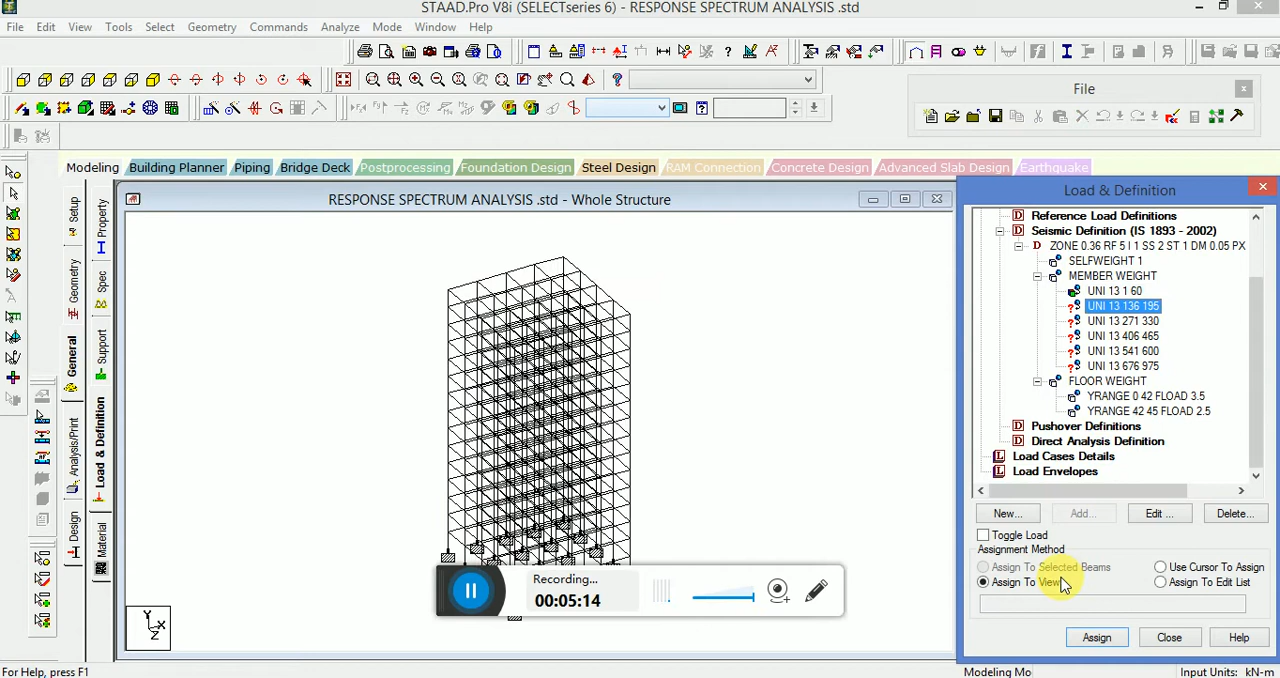 STAAD.Pro V8i (SELECTseries 6) - RESPONSE SPECTRUM ANALYSIS .std
File Edit View Tools Select Geometry Commands Analyze Mode Window Help
File
Modeling Building Planner Piping Bridge Deck Postprocessing Foundation Design Steel Design RAM Connection Concrete Design Advanced Slab Design Earthquake
Setup
Geometry
General
Analysis/Print
Design
Property
Spec
Support
Load & Definition
Material
RESPONSE SPECTRUM ANALYSIS .std - Whole Structure
Y
X
Z
Recording...
00:05:14
Load & Definition
Reference Load Definitions
Seismic Definition (IS 1893 - 2002)
ZONE 0.36 RF 5 I 1 SS 2 ST 1 DM 0.05 PX
SELFWEIGHT 1
MEMBER WEIGHT
UNI 13 1 60
UNI 13 136 195
UNI 13 271 330
UNI 13 406 465
UNI 13 541 600
UNI 13 676 975
FLOOR WEIGHT
YRANGE 0 42 FLOAD 3.5
YRANGE 42 45 FLOAD 2.5
Pushover Definitions
Direct Analysis Definition
Load Cases Details
Load Envelopes
New... Add... Edit ... Delete...
Toggle Load
Assignment Method
Assign To Selected Beams Use Cursor To Assign
Assign To View Assign To Edit List
Assign Close Help
For Help, press F1
Modeling Mo Input Units: kN-m